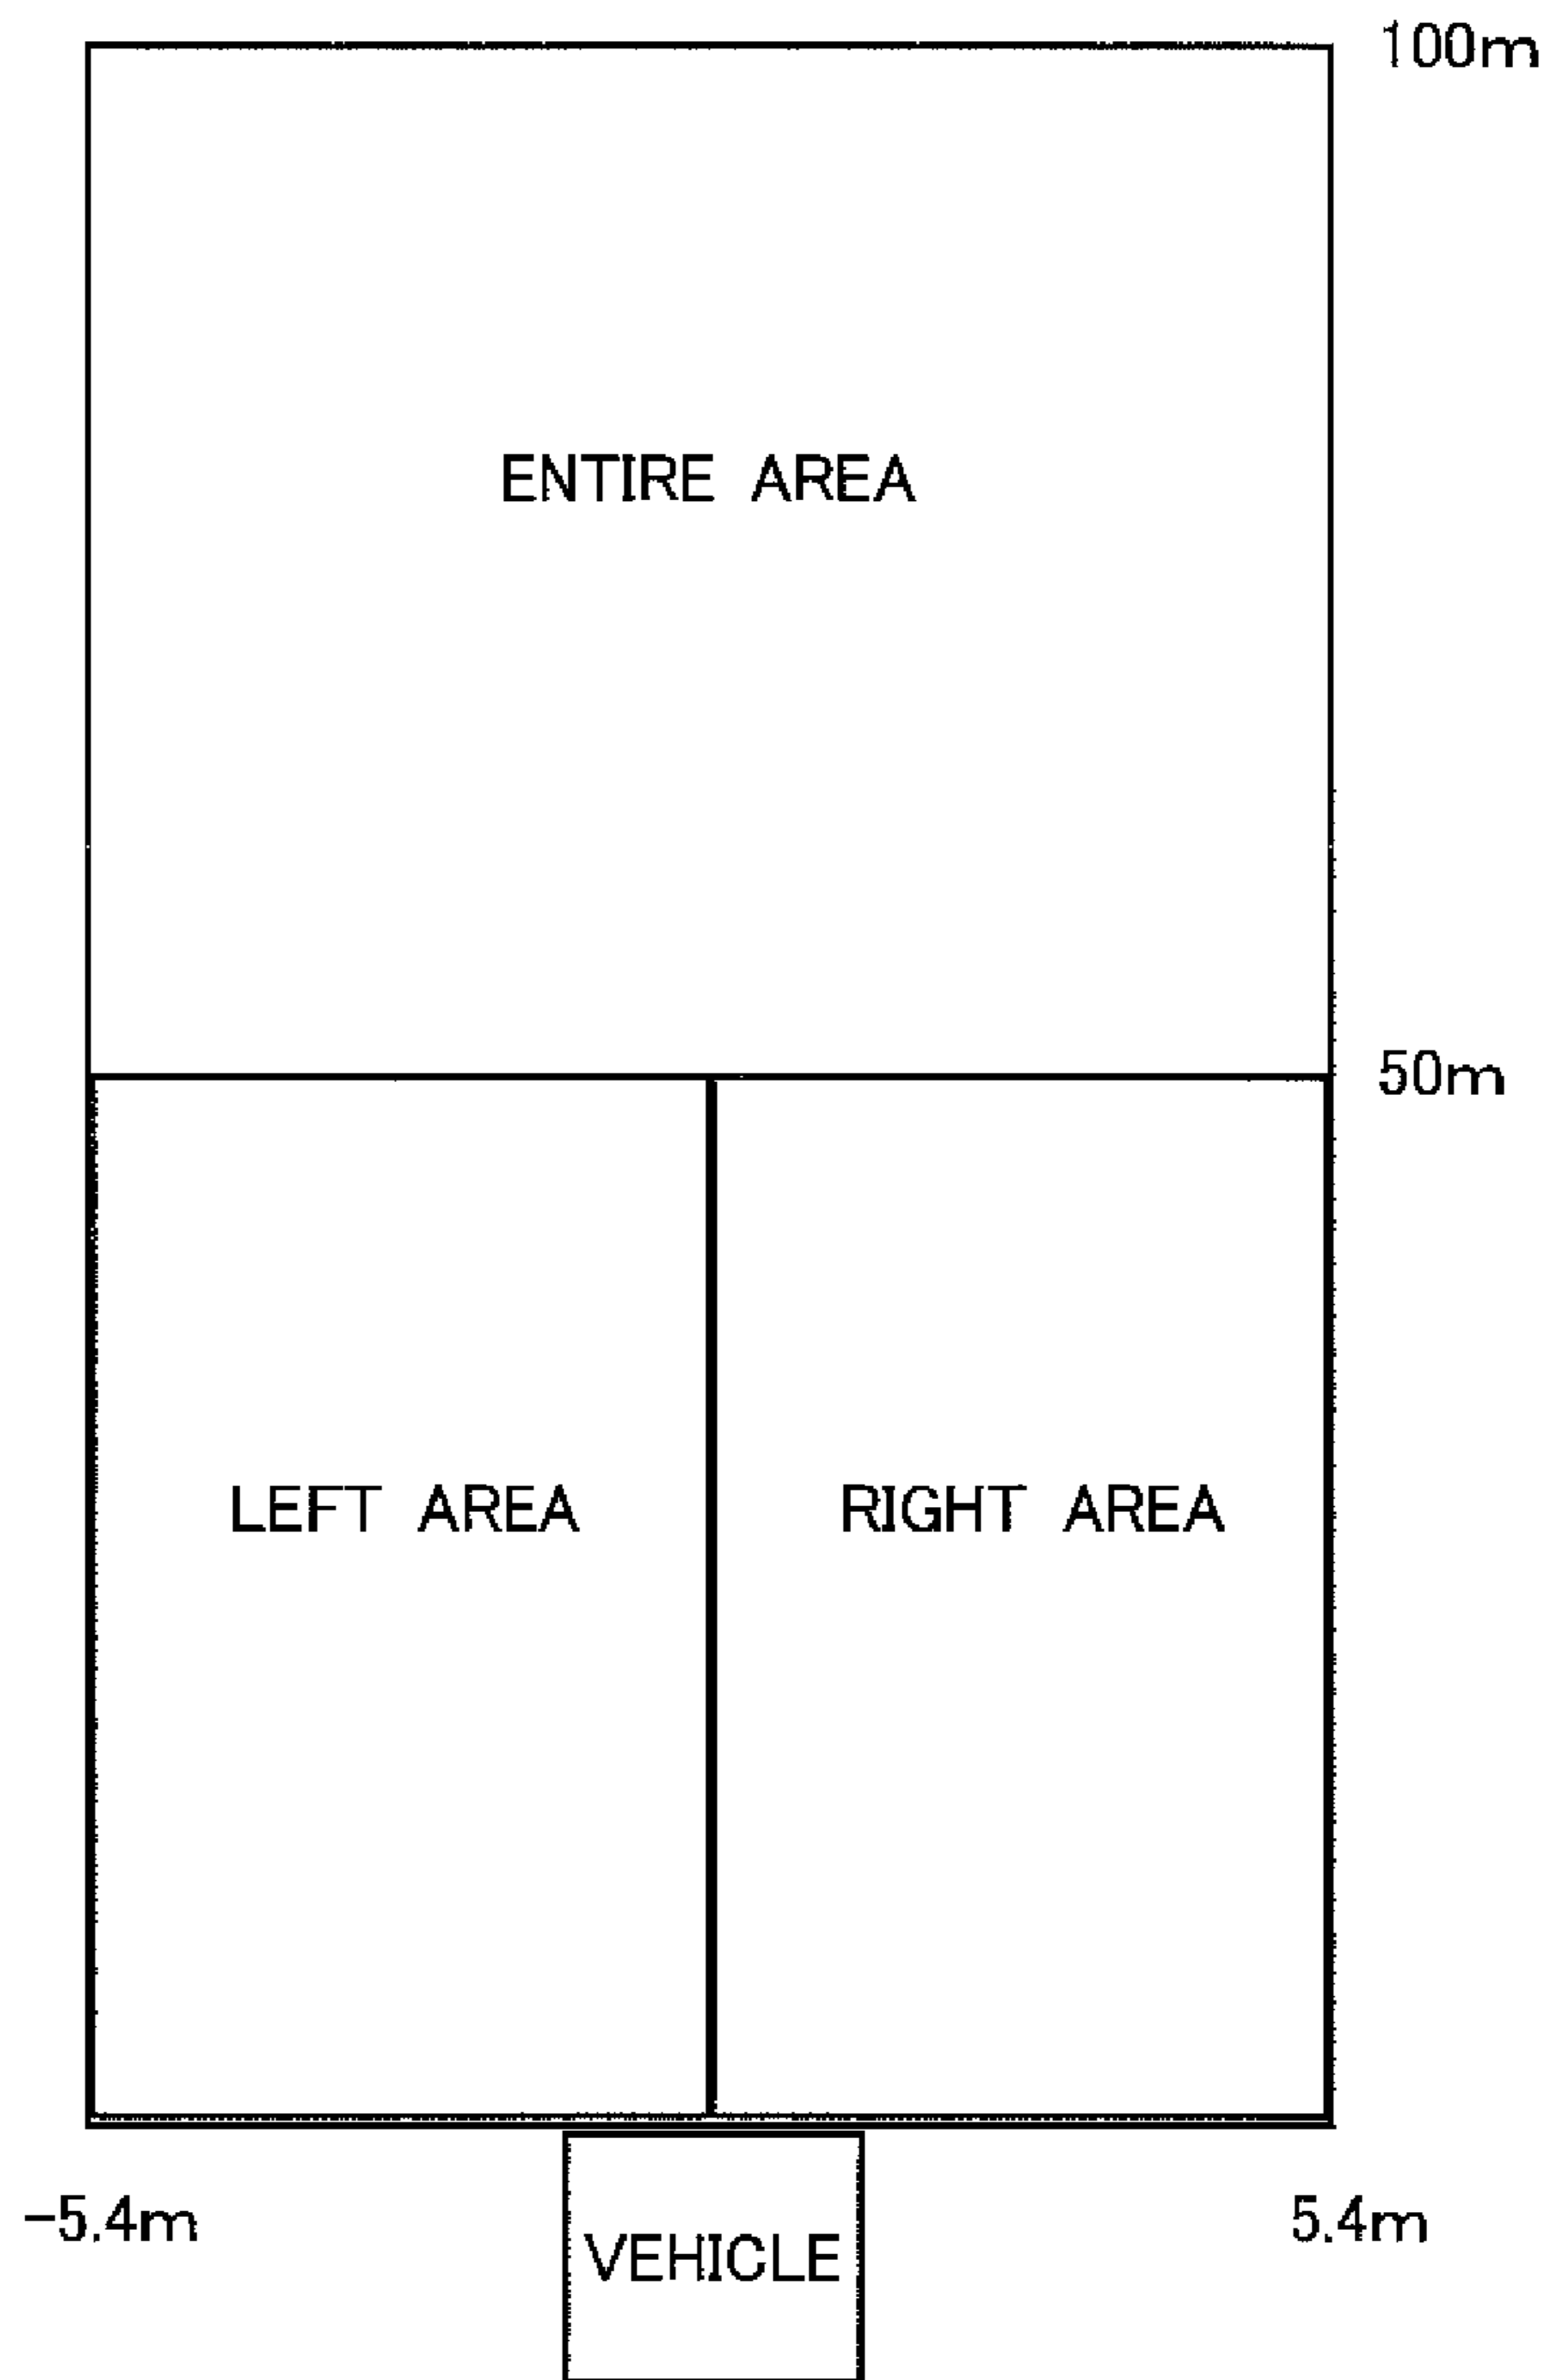 100m
ENTIRE AREA
50m
LEFT AREA RIGHT AREA
-5.4m 5.4m
VEHICLE